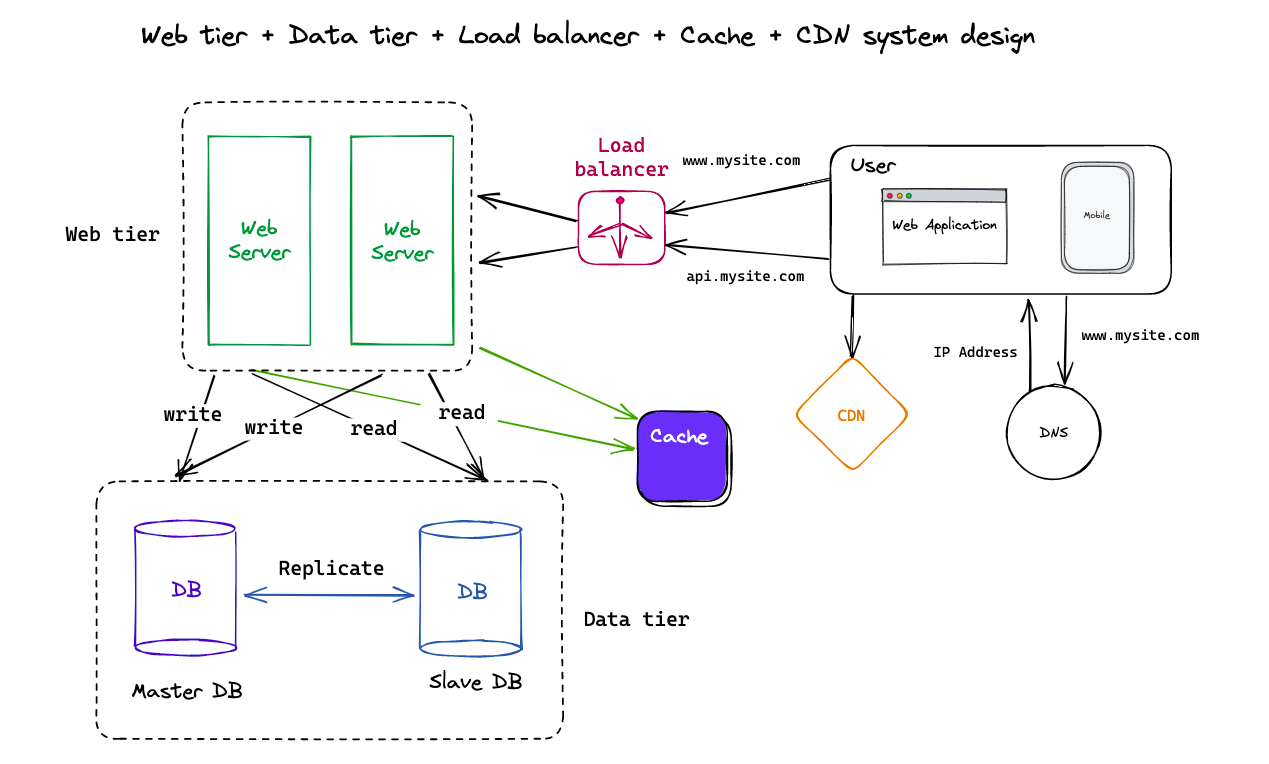 Web tier + Data tier + Load balancer + Cache + CDN system design
Load
balancer
www.mysite.com
User
Web Application
Mobile
Web tier
Web
Server
Web
Server
api.mysite.com
IP Address
www.mysite.com
write
write
read
read
Cache
CDN
DNS
DB
Replicate
DB
Data tier
Master DB
Slave DB